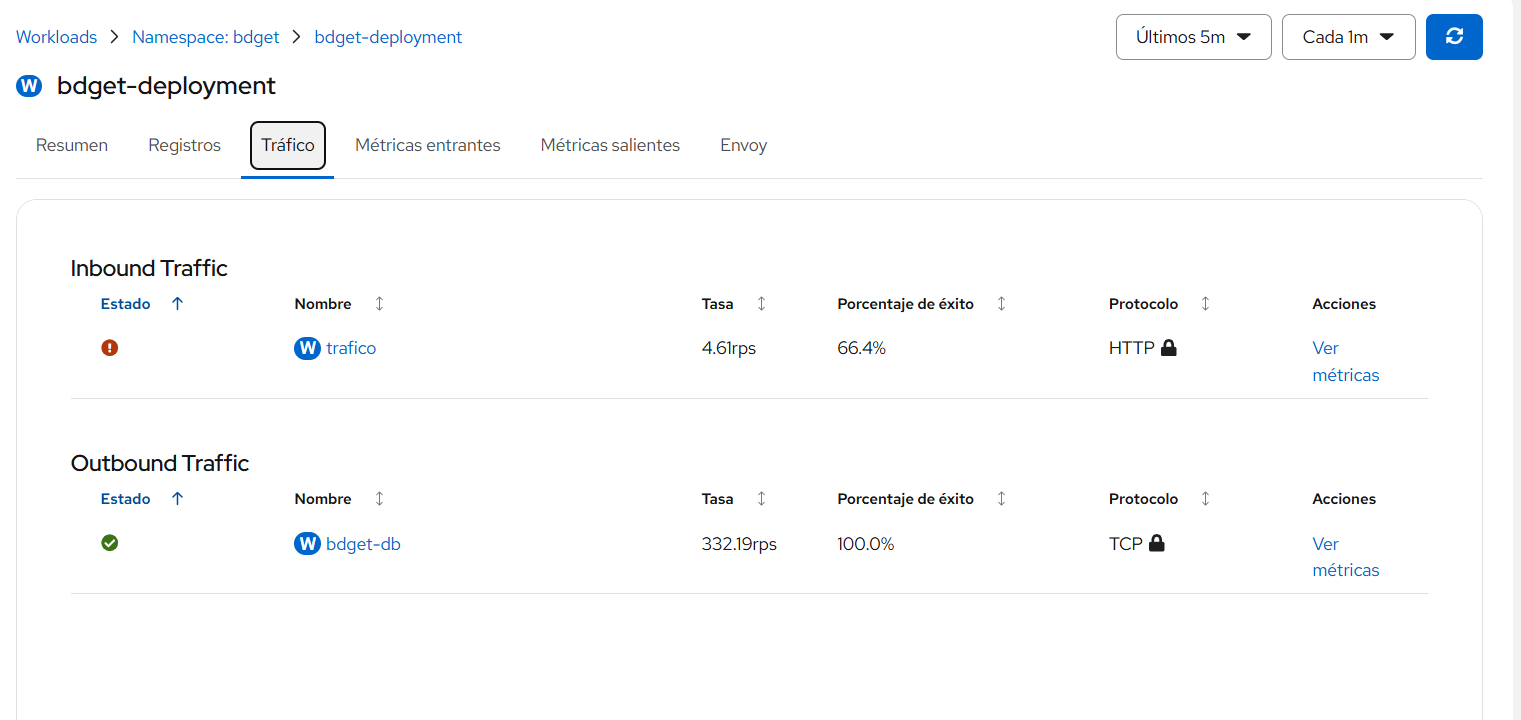 Workloads > Namespace: bdget > bdget-deployment
Últimos 5m
Cada 1m
W bdget-deployment
Resumen Registros Tráfico Métricas entrantes Métricas salientes Envoy
Inbound Traffic
Estado Nombre Tasa Porcentaje de éxito Protocolo Acciones
W trafico 4.61rps 66.4% HTTP Ver
métricas
Outbound Traffic
Estado Nombre Tasa Porcentaje de éxito Protocolo Acciones
W bdget-db 332.19rps 100.0% TCP Ver
métricas